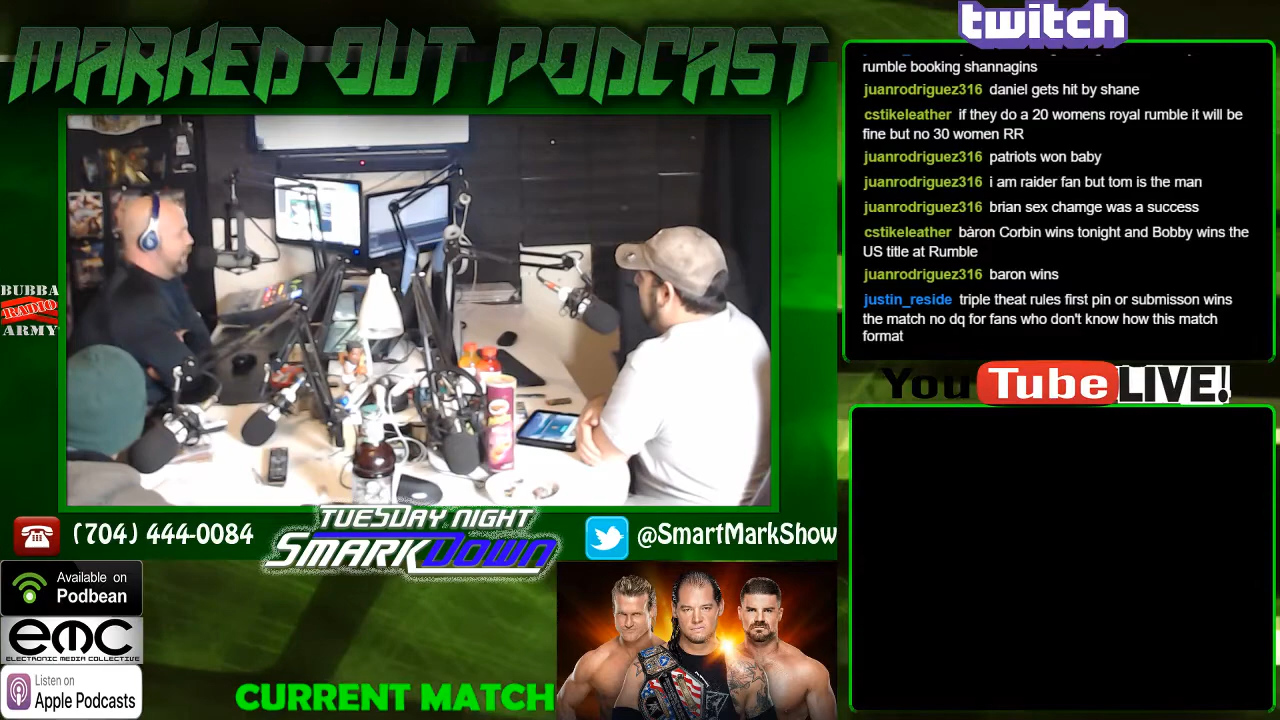 MARKED OUT PODCAST
twitch
rumble booking shannagins
juanrodriguez316 daniel gets hit by shane
cstikeleather if they do a 20 womens royal rumble it will be
fine but no 30 women RR
juanrodriguez316 patriots won baby
juanrodriguez316 i am raider fan but tom is the man
juanrodriguez316 brian sex chamge was a success
cstikeleather bàron Corbin wins tonight and Bobby wins the
US title at Rumble
juanrodriguez316 baron wins
justin_reside triple theat rules first pin or submisson wins
the match no dq for fans who don't know how this match
format
BUBBA
RADIO
ARMY
YouTube LIVE!
(704) 444-0084
TUESDAY NIGHT
SMARKDOWN
@SmartMarkShow
Available on
Podbean
emc
ELECTRONIC MEDIA COLLECTIVE
Listen on
Apple Podcasts
CURRENT MATCH